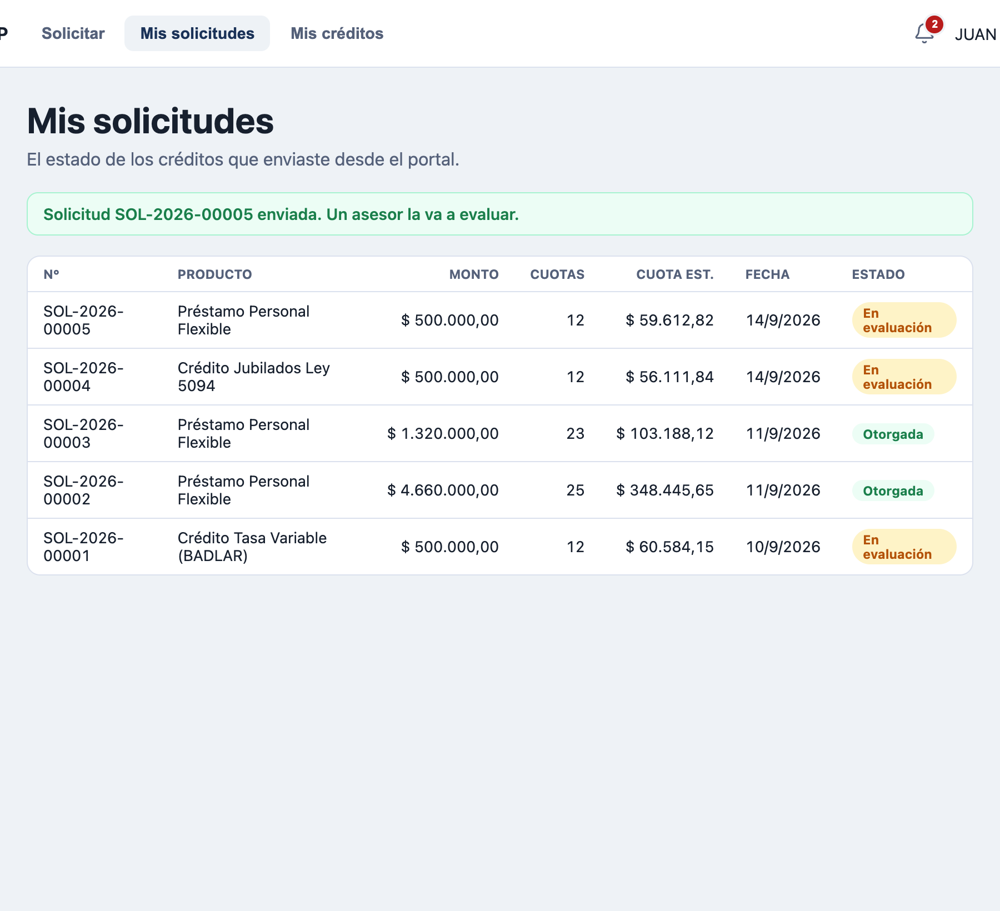 P Solicitar Mis solicitudes Mis créditos 2 JUAN
Mis solicitudes
El estado de los créditos que enviaste desde el portal.
Solicitud SOL-2026-00005 enviada. Un asesor la va a evaluar.
Nº PRODUCTO MONTO CUOTAS CUOTA EST. FECHA ESTADO
SOL-2026-00005 Préstamo Personal Flexible $ 500.000,00 12 $ 59.612,82 14/9/2026 En evaluación
SOL-2026-00004 Crédito Jubilados Ley 5094 $ 500.000,00 12 $ 56.111,84 14/9/2026 En evaluación
SOL-2026-00003 Préstamo Personal Flexible $ 1.320.000,00 23 $ 103.188,12 11/9/2026 Otorgada
SOL-2026-00002 Préstamo Personal Flexible $ 4.660.000,00 25 $ 348.445,65 11/9/2026 Otorgada
SOL-2026-00001 Crédito Tasa Variable (BADLAR) $ 500.000,00 12 $ 60.584,15 10/9/2026 En evaluación